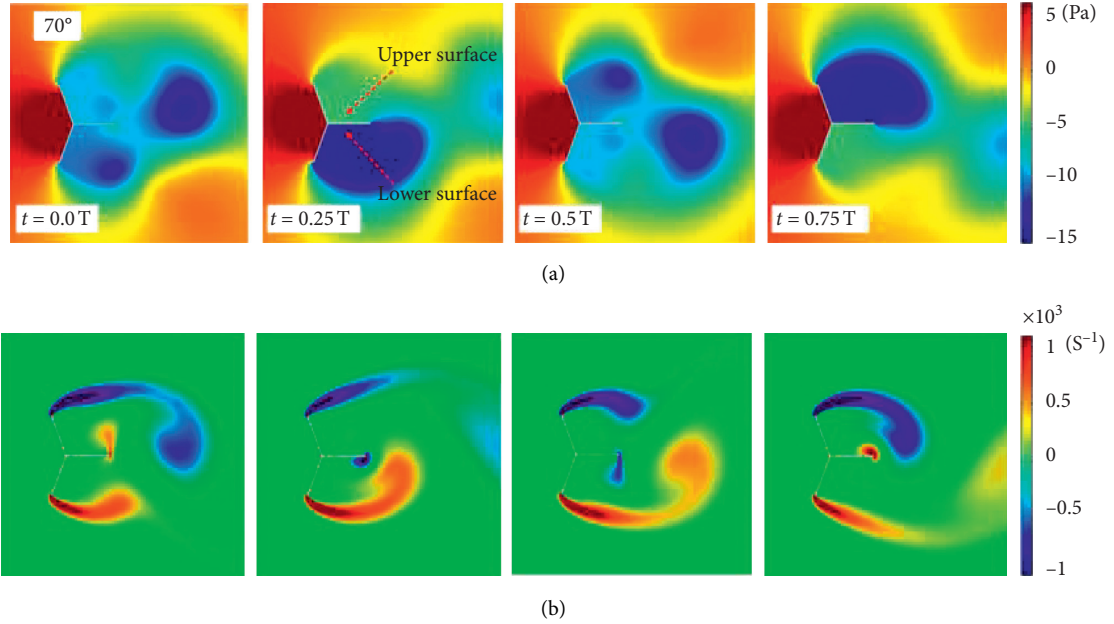 70°
Upper surface
Lower surface
t = 0.0 T
t = 0.25 T
t = 0.5 T
t = 0.75 T
5 (Pa)
0
−5
−10
−15
(a)
×10³
1 (S⁻¹)
0.5
0
−0.5
−1
(b)